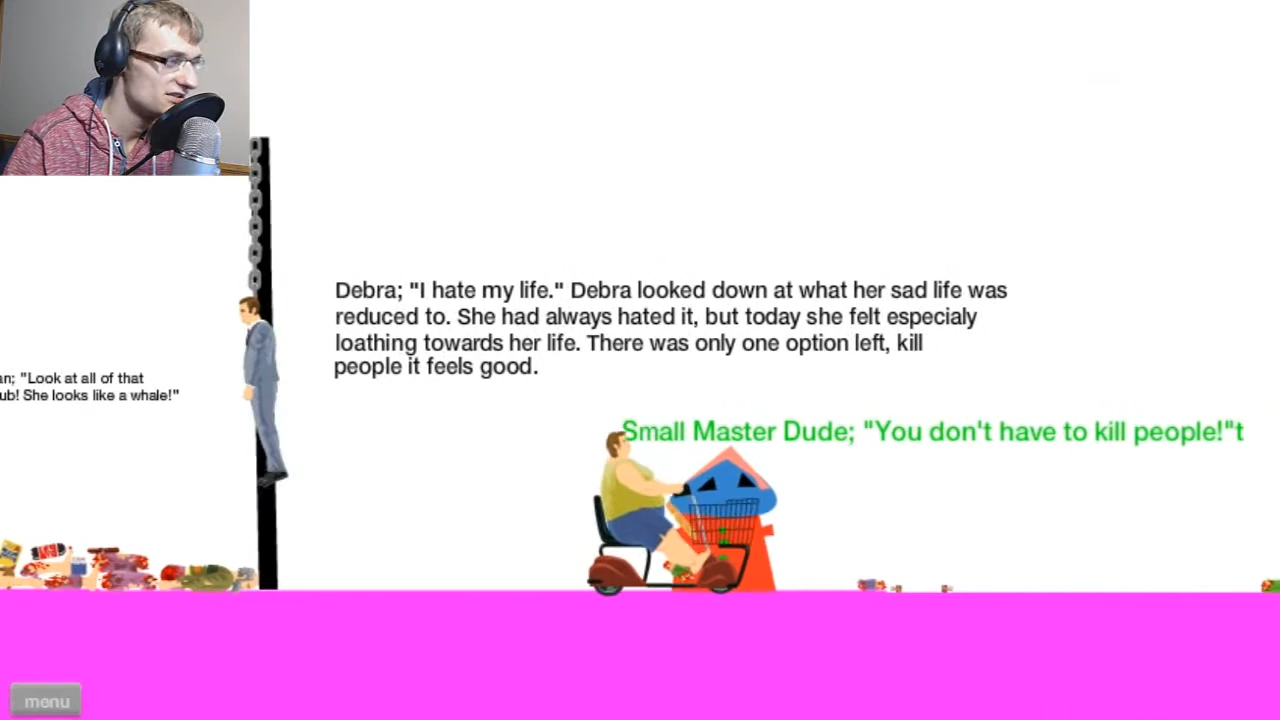 Debra; "I hate my life." Debra looked down at what her sad life was
reduced to. She had always hated it, but today she felt especialy
loathing towards her life. There was only one option left, kill
people it feels good.
an; "Look at all of that
ub! She looks like a whale!"
Small Master Dude; "You don't have to kill people!"t
menu